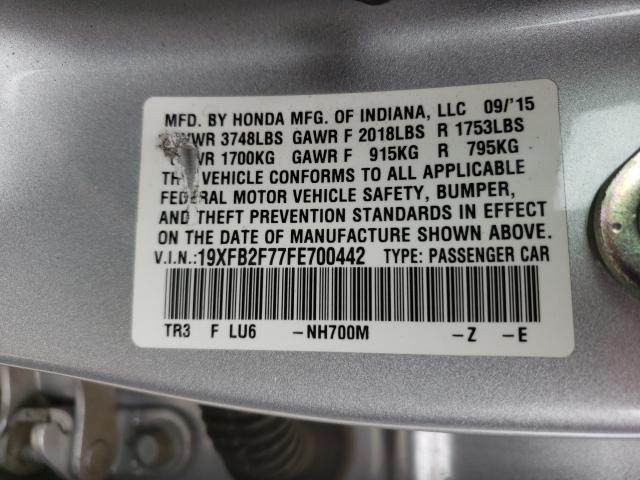 MFD. BY HONDA MFG. OF INDIANA, LLC 09/'15
3748LBS GAWR F 2018LBS R 1753LBS
1700KG GAWR F 915KG R 795KG
VEHICLE CONFORMS TO ALL APPLICABLE
FEDERAL MOTOR VEHICLE SAFETY, BUMPER,
AND THEFT PREVENTION STANDARDS IN EFFECT
ON THE DATE OF MANUFACTURE SHOWN ABOVE.
V.I.N.: 19XFB2F77FE700442 TYPE: PASSENGER CAR
TR3 F LU6 -NH700M -Z -E